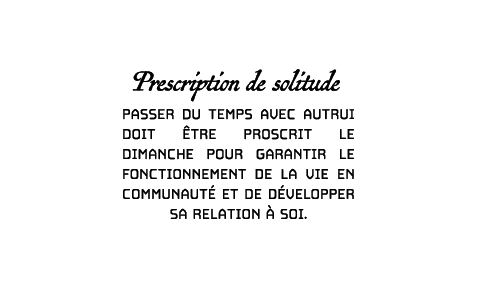 Prescription de solitude
PASSER DU TEMPS AVEC AUTRUI
DOIT ÊTRE PROSCRIT LE
DIMANCHE POUR GARANTIR LE
FONCTIONNEMENT DE LA VIE EN
COMMUNAUTÉ ET DE DÉVELOPPER
SA RELATION À SOI.